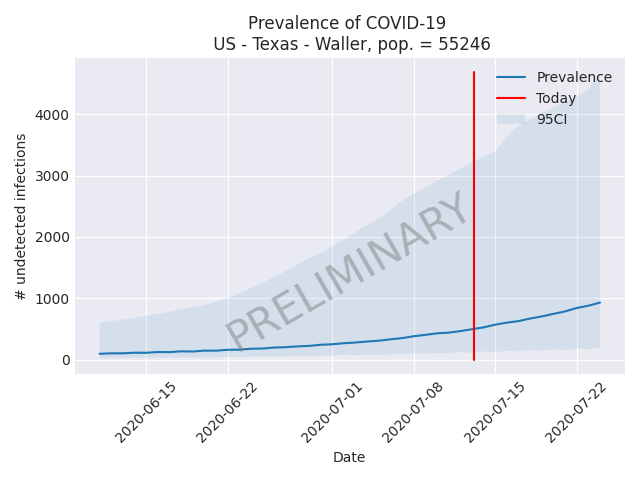 Prevalence of COVID-19
US - Texas - Waller, pop. = 55246
Prevalence
Today
95CI
4000
3000
2000
1000
0
# undetected infections
PRELIMINARY
2020-06-15
2020-06-22
2020-07-01
2020-07-08
2020-07-15
2020-07-22
Date